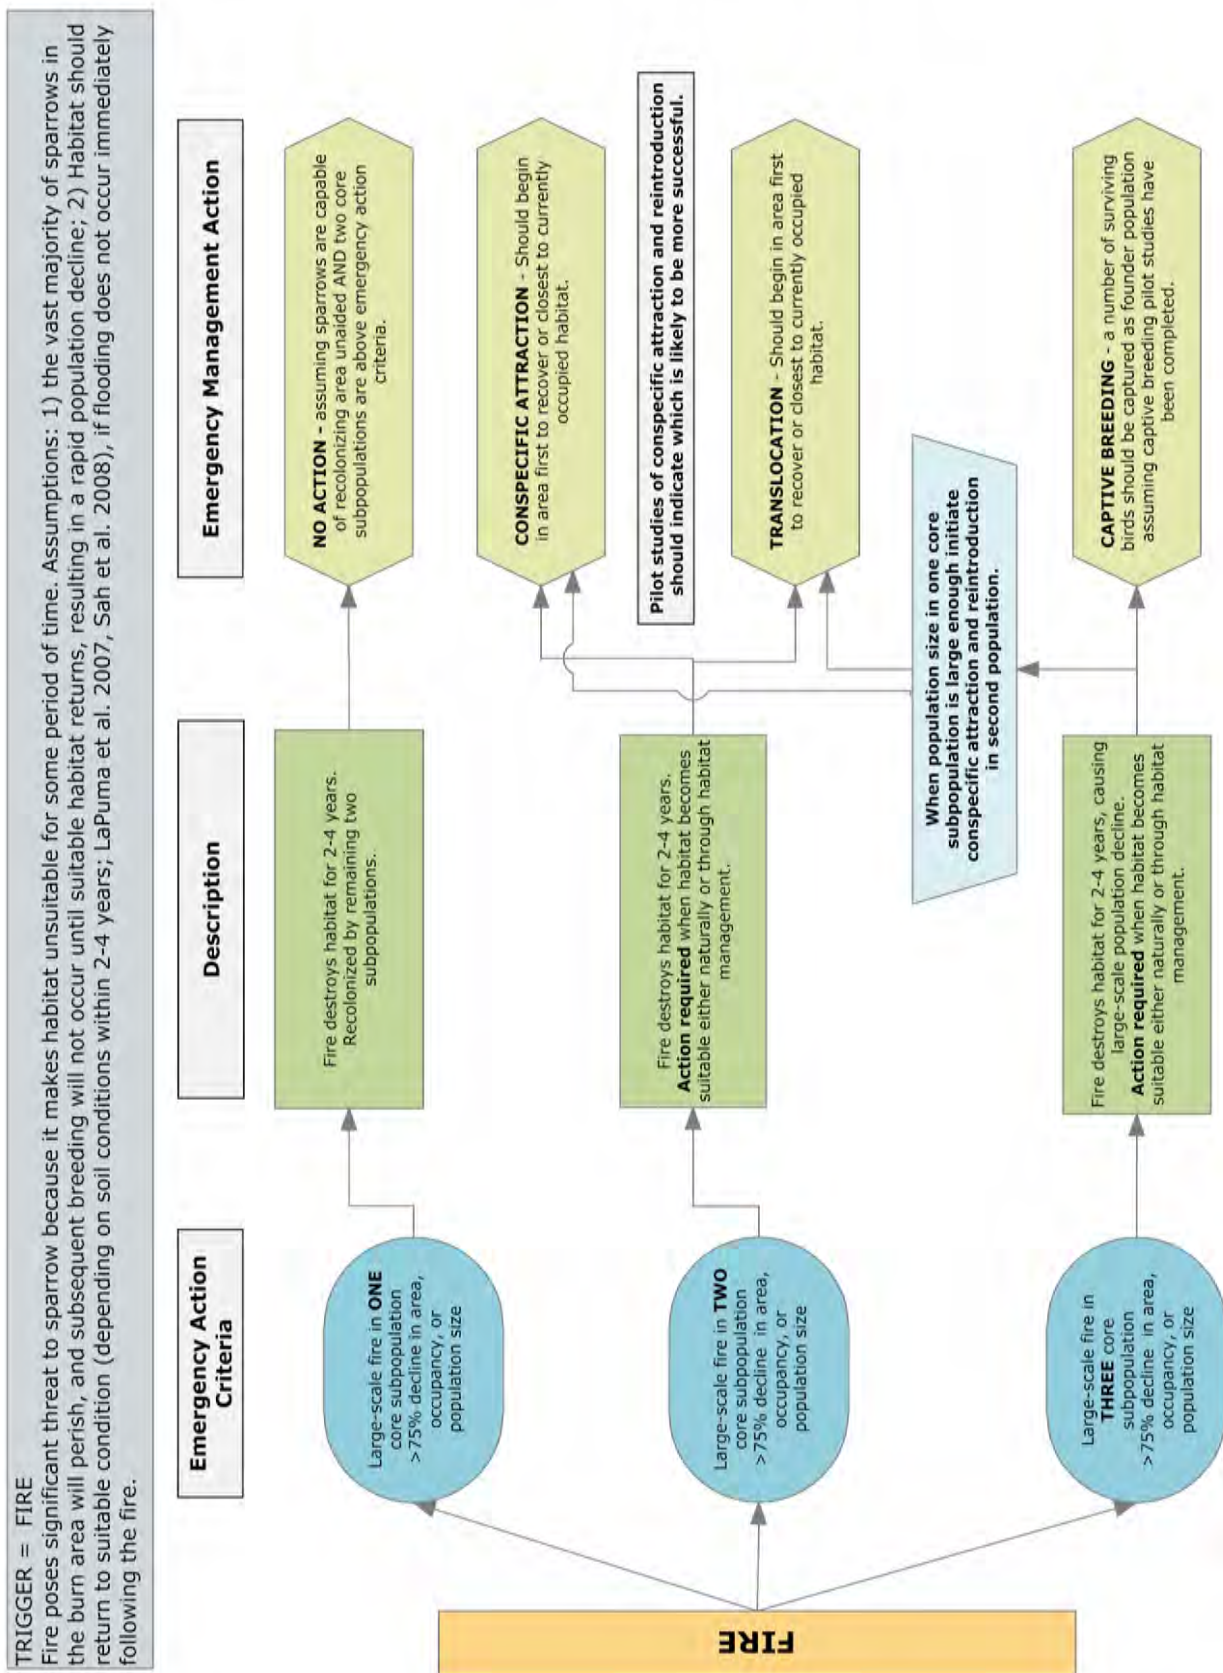 TRIGGER = FIRE
Fire poses significant threat to sparrow because it makes habitat unsuitable for some period of time. Assumptions: 1) the vast majority of sparrows in
the burn area will perish, and subsequent breeding will not occur until suitable habitat returns, resulting in a rapid population decline; 2) Habitat should
return to suitable condition (depending on soil conditions within 2-4 years; LaPuma et al. 2007, Sah et al. 2008), if flooding does not occur immediately
following the fire.
Emergency Action
Criteria
Description
Emergency Management Action
FIRE
Large-scale fire in ONE
core subpopulation
>75% decline in area,
occupancy, or
population size
Fire destroys habitat for 2-4 years.
Recolonized by remaining two
subpopulations.
NO ACTION – assuming sparrows are capable
of recolonizing area unaided AND two core
subpopulations are above emergency action
criteria.
Large-scale fire in TWO
core subpopulation
>75% decline in area,
occupancy, or
population size
Fire destroys habitat for 2-4 years.
Action required when habitat becomes
suitable either naturally or through habitat
management.
CONSPECIFIC ATTRACTION - Should begin
in area first to recover or closest to currently
occupied habitat.
Pilot studies of conspecific attraction and reintroduction
should indicate which is likely to be more successful.
TRANSLOCATION - Should begin in area first
to recover or closest to currently occupied
habitat.
When population size in one core
subpopulation is large enough initiate
conspecific attraction and reintroduction
in second population.
Large-scale fire in
THREE core
subpopulation
>75% decline in area,
occupancy, or
population size
Fire destroys habitat for 2-4 years, causing
large-scale population decline.
Action required when habitat becomes
suitable either naturally or through habitat
management.
CAPTIVE BREEDING - a number of surviving
birds should be captured as founder population
assuming captive breeding pilot studies have
been completed.